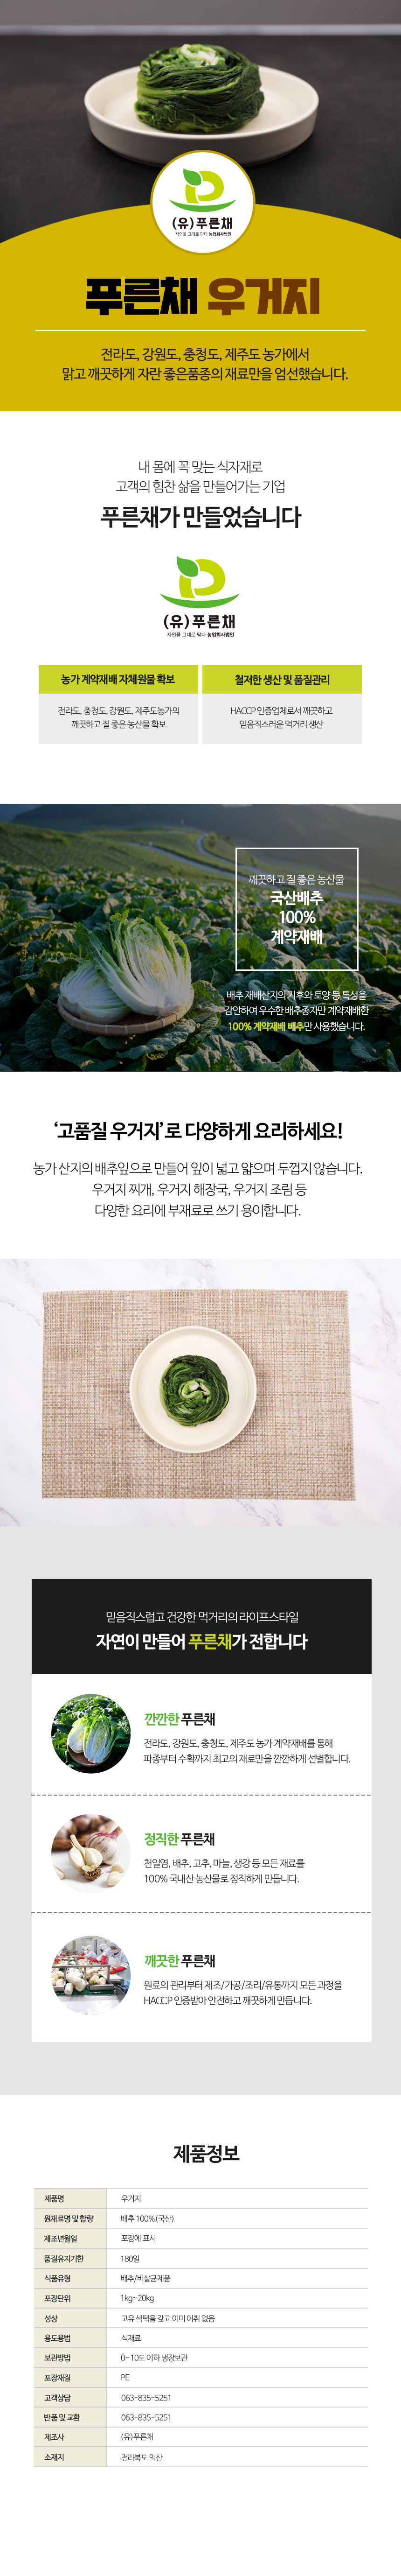 (유)푸른채
자연을 그대로 담다 농업회사법인
푸른채 우거지
전라도, 강원도, 충청도, 제주도 농가에서
맑고 깨끗하게 자란 좋은품종의 재료만을 엄선했습니다.
내 몸에 꼭 맞는 식자재로
고객의 힘찬 삶을 만들어가는 기업
푸른채가 만들었습니다
(유)푸른채
자연을 그대로 담다 농업회사법인
농가 계약재배 자체원물 확보
전라도, 충청도, 강원도, 제주도농가의
깨끗하고 질 좋은 농산물 확보
철저한 생산 및 품질관리
HACCP 인증업체로서 깨끗하고
믿음직스러운 먹거리 생산
깨끗하고 질 좋은 농산물
국산배추
100%
계약재배
배추 재배산지의 기후와 토양 등 특성을
감안하여 우수한 배추종자만 계약재배한
100% 계약재배 배추만 사용했습니다.
‘고품질 우거지’로 다양하게 요리하세요!
농가 산지의 배추잎으로 만들어 잎이 넓고 얇으며 두껍지 않습니다.
우거지 찌개, 우거지 해장국, 우거지 조림 등
다양한 요리에 부재료로 쓰기 용이합니다.
믿음직스럽고 건강한 먹거리의 라이프스타일
자연이 만들어 푸른채가 전합니다
깐깐한 푸른채
전라도, 강원도, 충청도, 제주도 농가 계약재배를 통해
파종부터 수확까지 최고의 재료만을 깐깐하게 선별합니다.
정직한 푸른채
천일염, 배추, 고추, 마늘, 생강 등 모든 재료를
100% 국내산 농산물로 정직하게 만듭니다.
깨끗한 푸른채
원료의 관리부터 제조/가공/조리/유통까지 모든 과정을
HACCP 인증받아 안전하고 깨끗하게 만듭니다.
제품정보
제품명 우거지
원재료명 및 함량 배추 100%(국산)
제조년월일 포장에 표시
품질유지기한 180일
식품유형 배추/비살균제품
포장단위 1kg~20kg
성상 고유 색택을 갖고 이미 이취 없음
용도용법 식재료
보관방법 0~10도 이하 냉장보관
포장재질 PE
고객상담 063-835-5251
반품 및 교환 063-835-5251
제조사 (유)푸른채
소재지 전라북도 익산